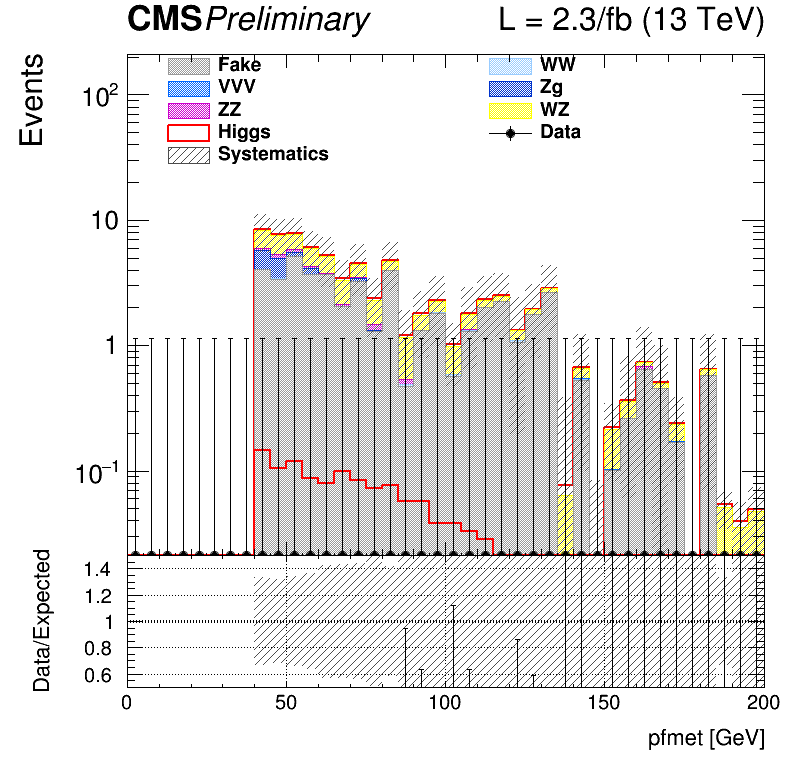 CMS Preliminary L = 2.3/fb (13 TeV)
Events
Fake WW
VVV Zg
ZZ WZ
Higgs Data
Systematics
10²
10
1
10⁻¹
Data/Expected
1.4
1.2
1
0.8
0.6
0 50 100 150 200
pfmet [GeV]